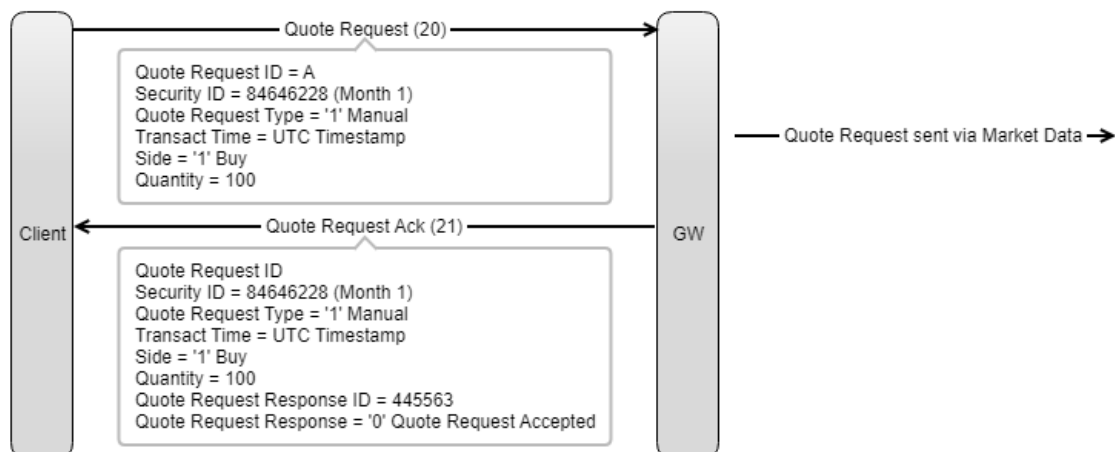 Quote Request (20)
Quote Request ID = A
Security ID = 84646228 (Month 1)
Quote Request Type = '1' Manual
Transact Time = UTC Timestamp
Side = '1' Buy
Quantity = 100
Quote Request sent via Market Data
Client
Quote Request Ack (21)
GW
Quote Request ID
Security ID = 84646228 (Month 1)
Quote Request Type = '1' Manual
Transact Time = UTC Timestamp
Side = '1' Buy
Quantity = 100
Quote Request Response ID = 445563
Quote Request Response = '0' Quote Request Accepted